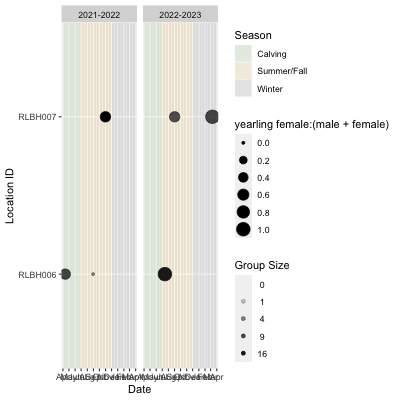 2021-2022 2022-2023
RLBH007
RLBH006
Location ID
Date
Season
Calving
Summer/Fall
Winter
yearling female:(male + female)
0.0
0.2
0.4
0.6
0.8
1.0
Group Size
0
1
4
9
16